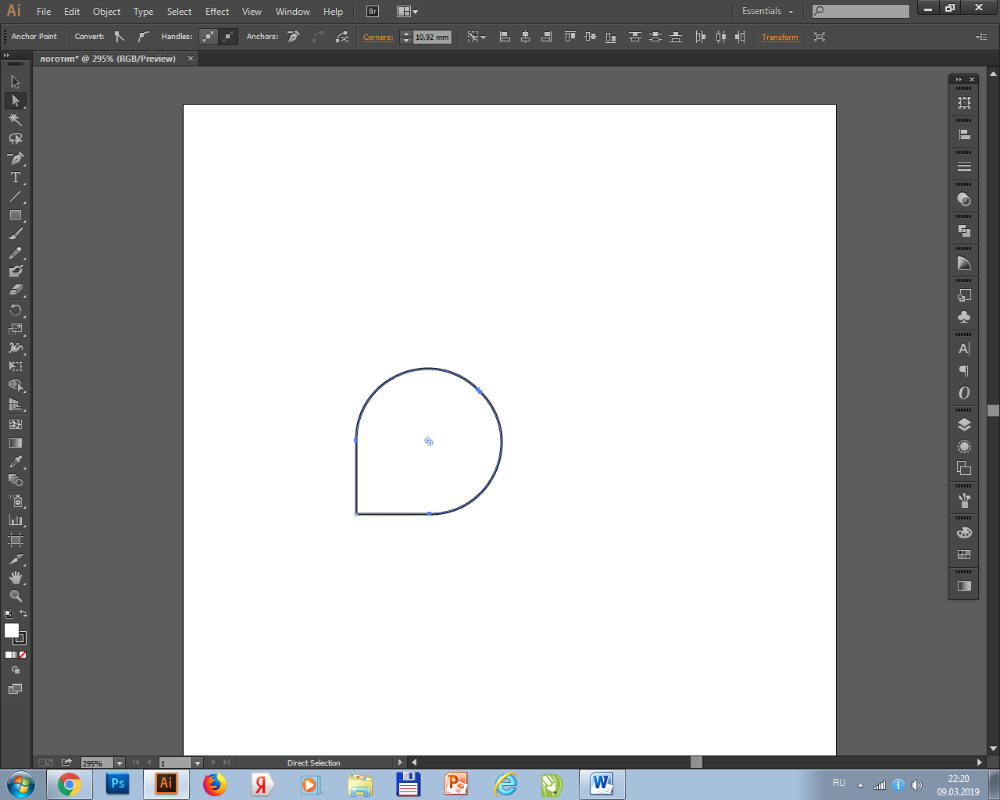 Ai File Edit Object Type Select Effect View Window Help Br Essentials
Anchor Point Convert: Handles: Anchors: Corners: 10,92 mm Transform
логотип* @ 295% (RGB/Preview)
295% 1 Direct Selection
Ps Ai Я P W RU 22:20
09.03.2019